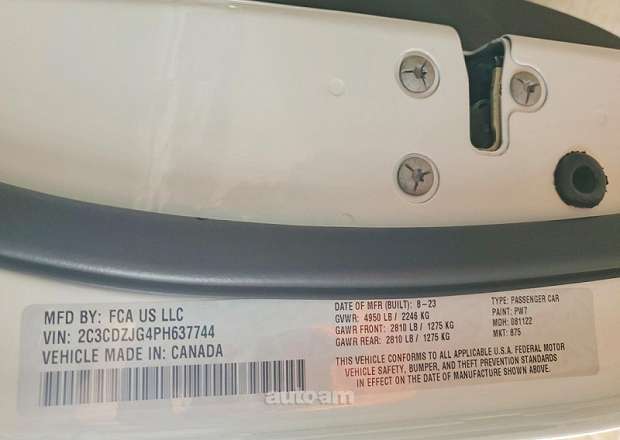 MFD BY: FCA US LLC
VIN: 2C3CDZJG4PH637744
VEHICLE MADE IN: CANADA
DATE OF MFR (BUILT): 8-23
GVWR: 4950 LB / 2246 KG
GAWR FRONT: 2810 LB / 1275 KG
GAWR REAR: 2810 LB / 1275 KG
TYPE: PASSENGER CAR
PAINT: PW7
MDH: 081122
MKT: 875
THIS VEHICLE CONFORMS TO ALL APPLICABLE U.S.A. FEDERAL MOTOR
VEHICLE SAFETY, BUMPER, AND THEFT PREVENTION STANDARDS
IN EFFECT ON THE DATE OF MANUFACTURE SHOWN ABOVE.
auto.am